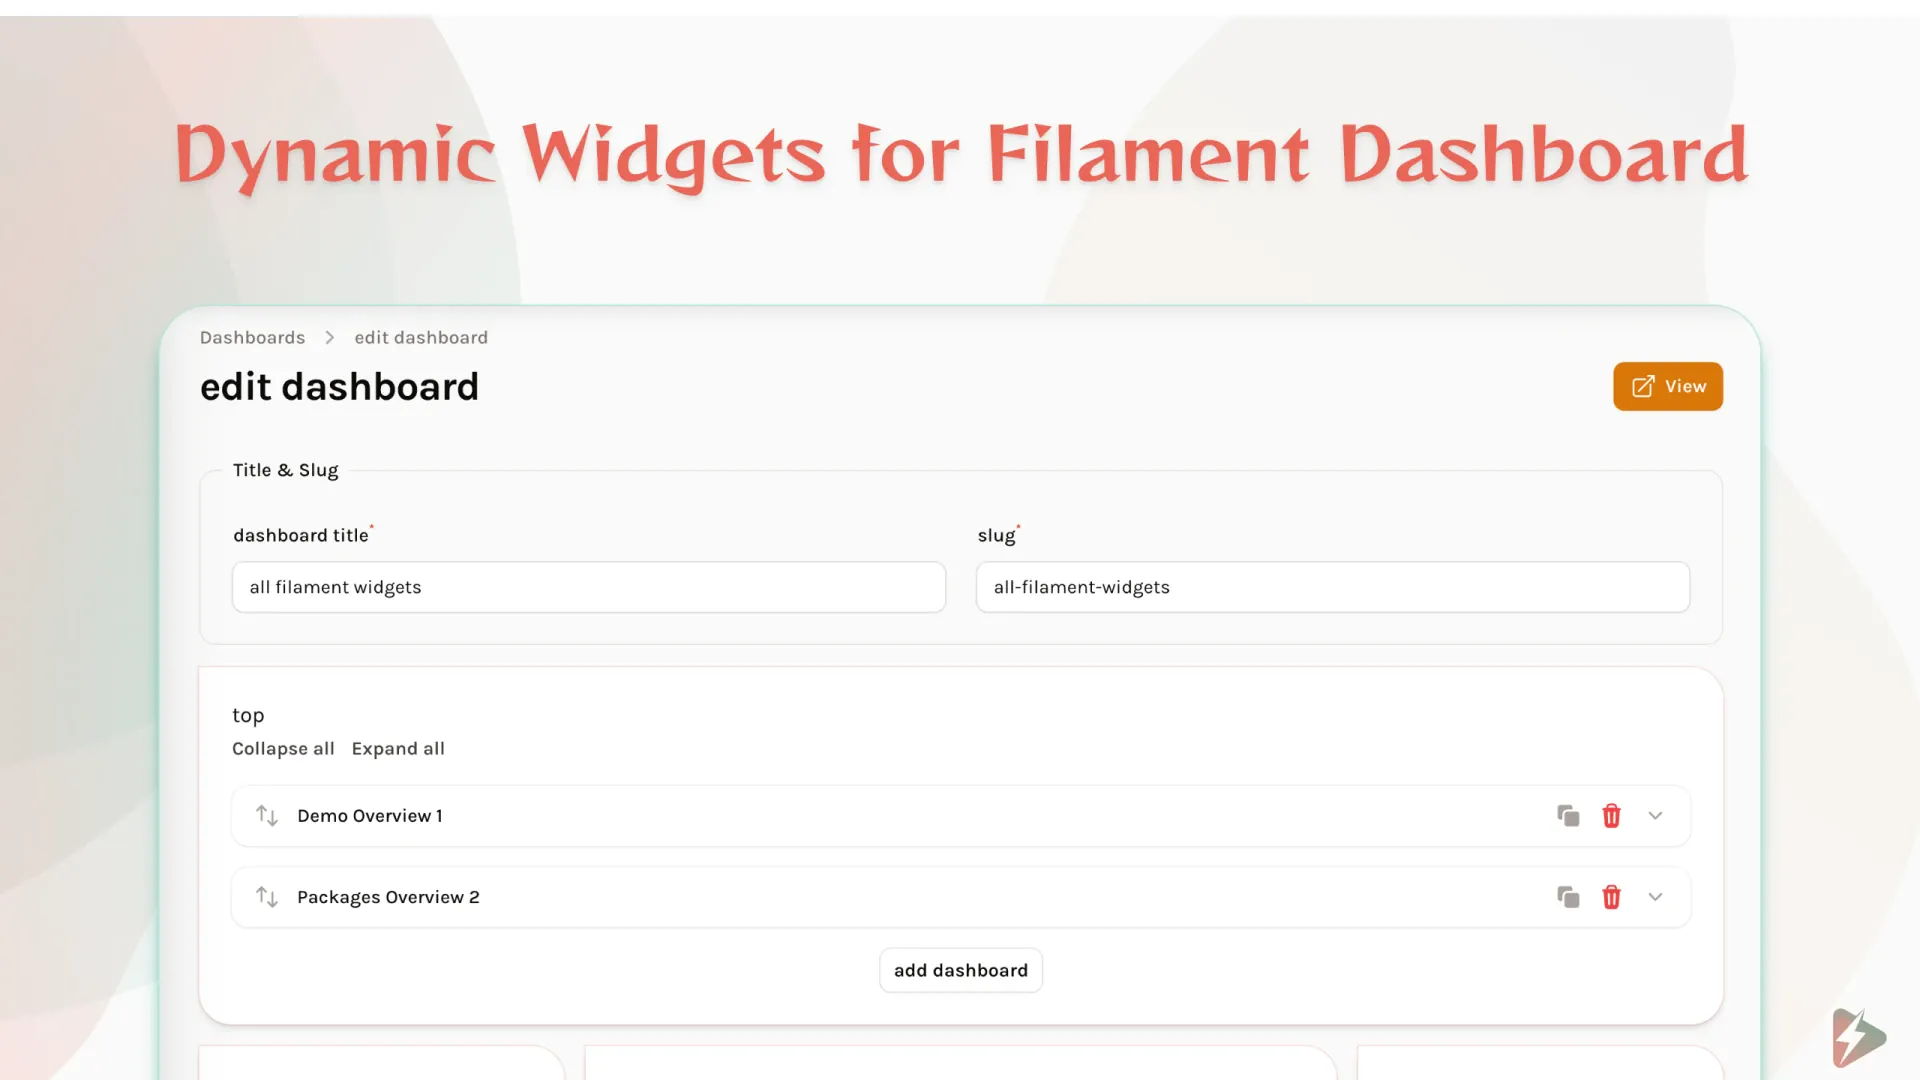 Dynamic Widgets for Filament Dashboard
Dashboards > edit dashboard
edit dashboard
View
Title & Slug
dashboard title*
slug*
all filament widgets
all-filament-widgets
top
Collapse all Expand all
Demo Overview 1
Packages Overview 2
add dashboard